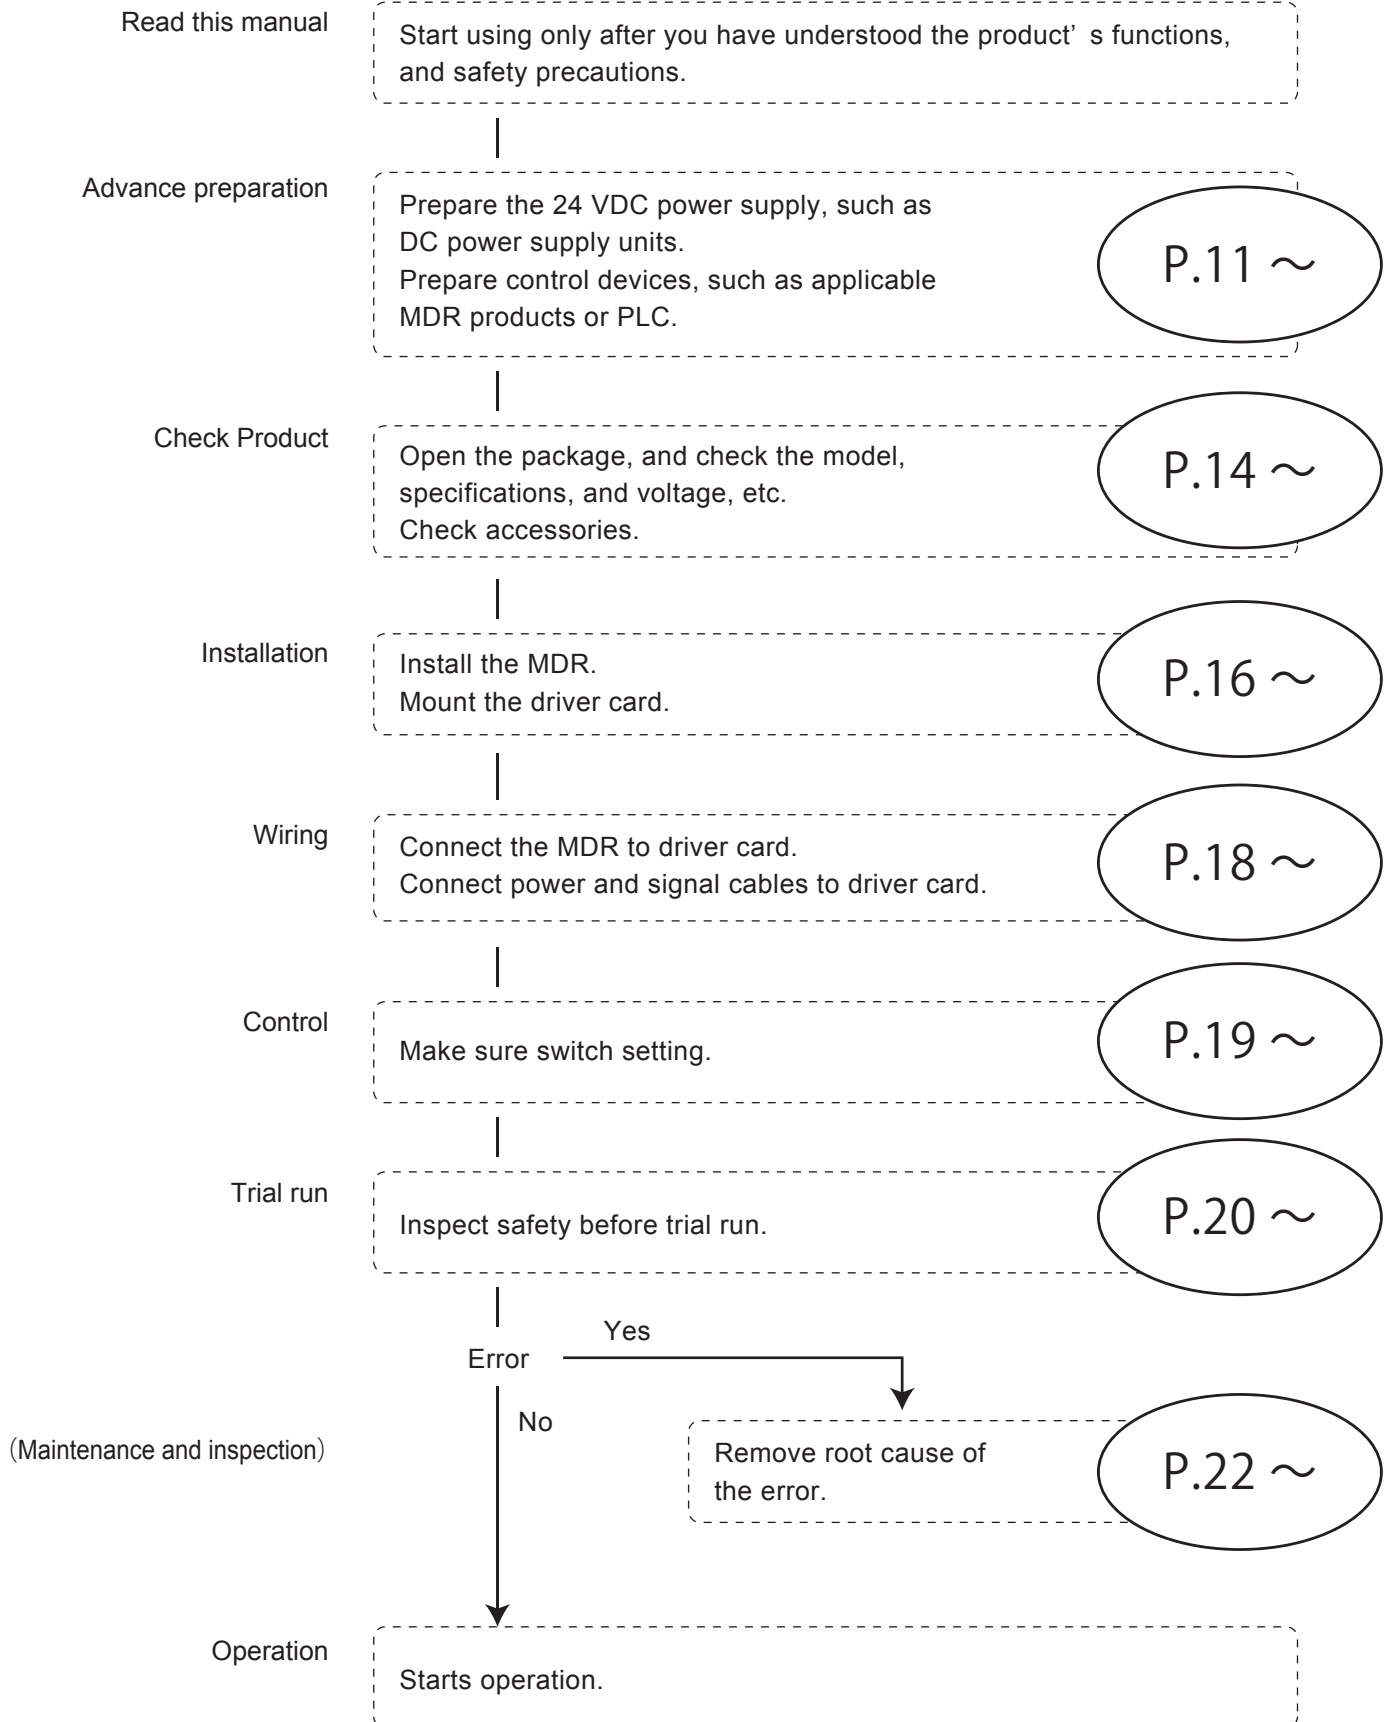 Read this manual
Start using only after you have understood the product’ s functions,
and safety precautions.
Advance preparation
Prepare the 24 VDC power supply, such as
DC power supply units.
Prepare control devices, such as applicable
MDR products or PLC.
P.11 ～
Check Product
Open the package, and check the model,
specifications, and voltage, etc.
Check accessories.
P.14 ～
Installation
Install the MDR.
Mount the driver card.
P.16 ～
Wiring
Connect the MDR to driver card.
Connect power and signal cables to driver card.
P.18 ～
Control
Make sure switch setting.
P.19 ～
Trial run
Inspect safety before trial run.
P.20 ～
Error
Yes
No
（Maintenance and inspection）
Remove root cause of
the error.
P.22 ～
Operation
Starts operation.